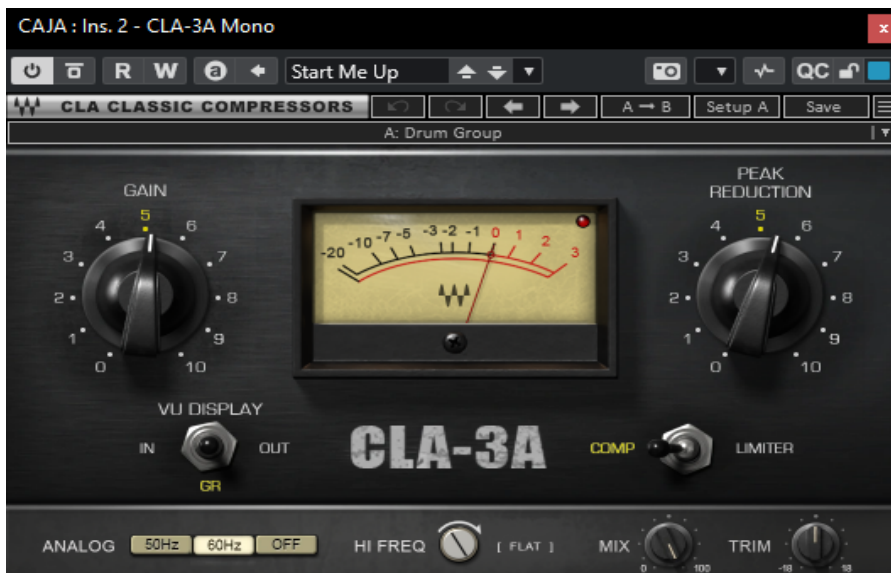 CAJA : Ins. 2 - CLA-3A Mono
x
R W a Start Me Up QC
CLA CLASSIC COMPRESSORS A → B Setup A Save
A: Drum Group
GAIN
0 1 2 3 4 5 6 7 8 9 10
-20 -10 -7 -5 -3 -2 -1 0 1 2 3
PEAK
REDUCTION
0 1 2 3 4 5 6 7 8 9 10
VU DISPLAY
IN OUT
GR
CLA-3A
COMP LIMITER
ANALOG 50Hz 60Hz OFF HI FREQ [ FLAT ] MIX TRIM
0 100 -18 18